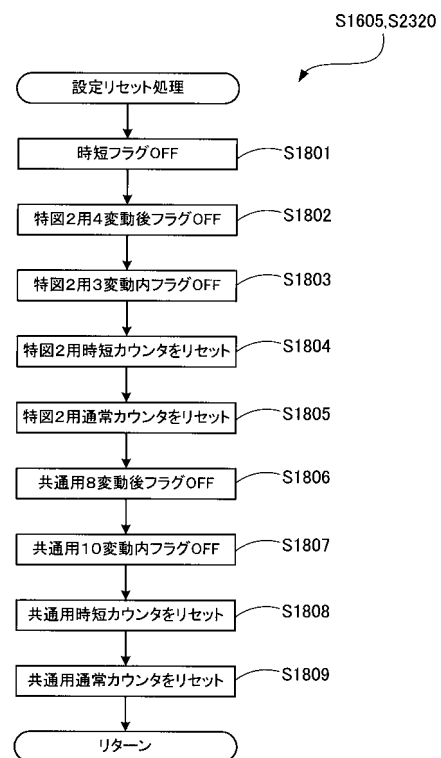 S1605,S2320
設定リセット処理
時短フラグOFF
S1801
特図2用4変動後フラグOFF
S1802
特図2用3変動内フラグOFF
S1803
特図2用時短カウンタをリセット
S1804
特図2用通常カウンタをリセット
S1805
共通用8変動後フラグOFF
S1806
共通用10変動内フラグOFF
S1807
共通用時短カウンタをリセット
S1808
共通用通常カウンタをリセット
S1809
リターン